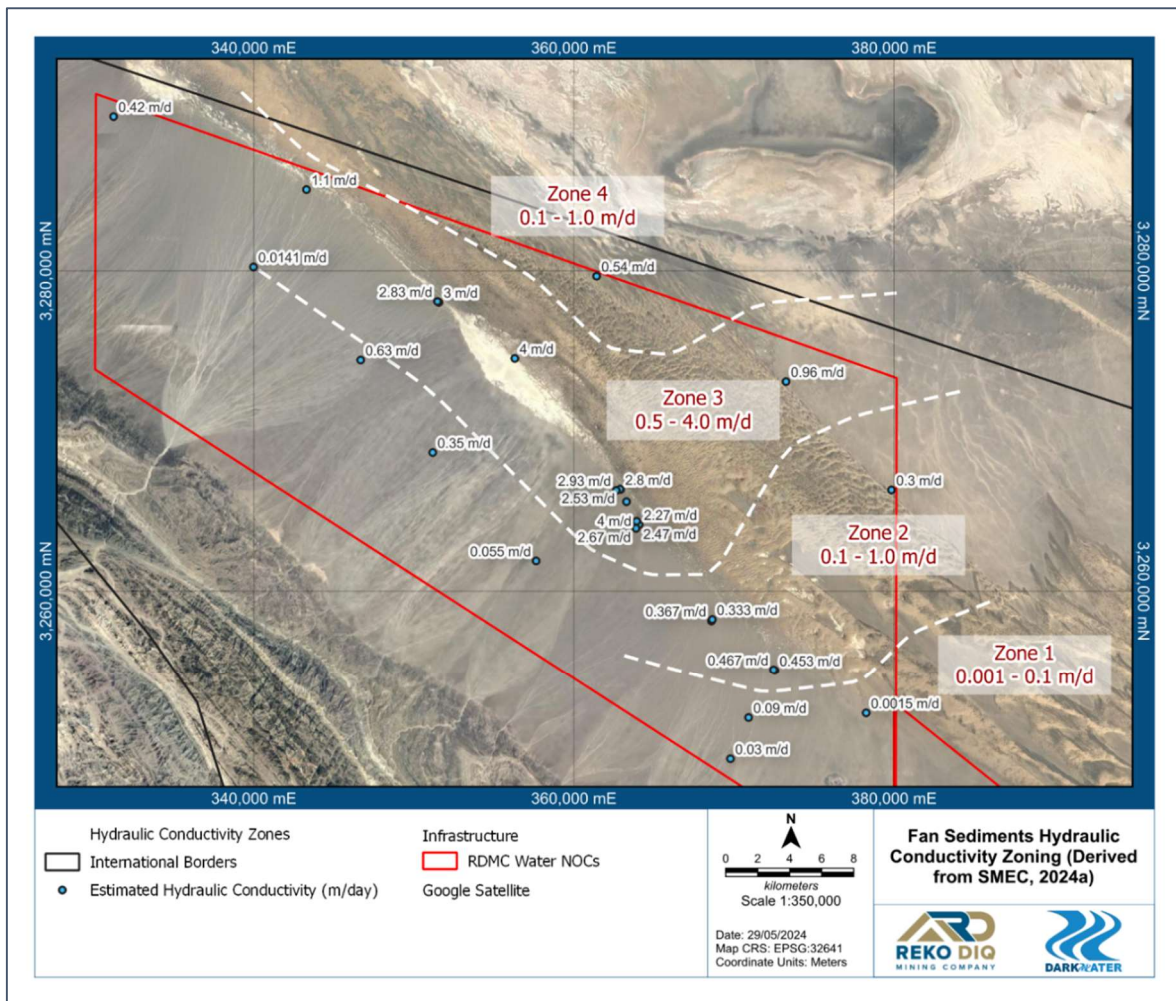 340,000 mE
360,000 mE
380,000 mE
0.42 m/d
1.1 m/d
Zone 4
0.1 - 1.0 m/d
3,280,000 mN
3,280,000 mN
0.0141 m/d
0.54 m/d
2.83 m/d
3 m/d
0.63 m/d
4 m/d
0.96 m/d
Zone 3
0.5 - 4.0 m/d
0.35 m/d
2.93 m/d
2.8 m/d
2.53 m/d
0.3 m/d
4 m/d
2.27 m/d
2.67 m/d
2.47 m/d
Zone 2
0.1 - 1.0 m/d
0.055 m/d
3,260,000 mN
3,260,000 mN
0.367 m/d
0.333 m/d
0.467 m/d
0.453 m/d
Zone 1
0.001 - 0.1 m/d
0.09 m/d
0.0015 m/d
0.03 m/d
340,000 mE
360,000 mE
380,000 mE
Hydraulic Conductivity Zones
International Borders
Estimated Hydraulic Conductivity (m/day)
Infrastructure
RDMC Water NOCs
Google Satellite
N
0 2 4 6 8
kilometers
Scale 1:350,000
Date: 29/05/2024
Map CRS: EPSG:32641
Coordinate Units: Meters
Fan Sediments Hydraulic
Conductivity Zoning (Derived
from SMEC, 2024a)
REKO DIQ
MINING COMPANY
DARKWATER